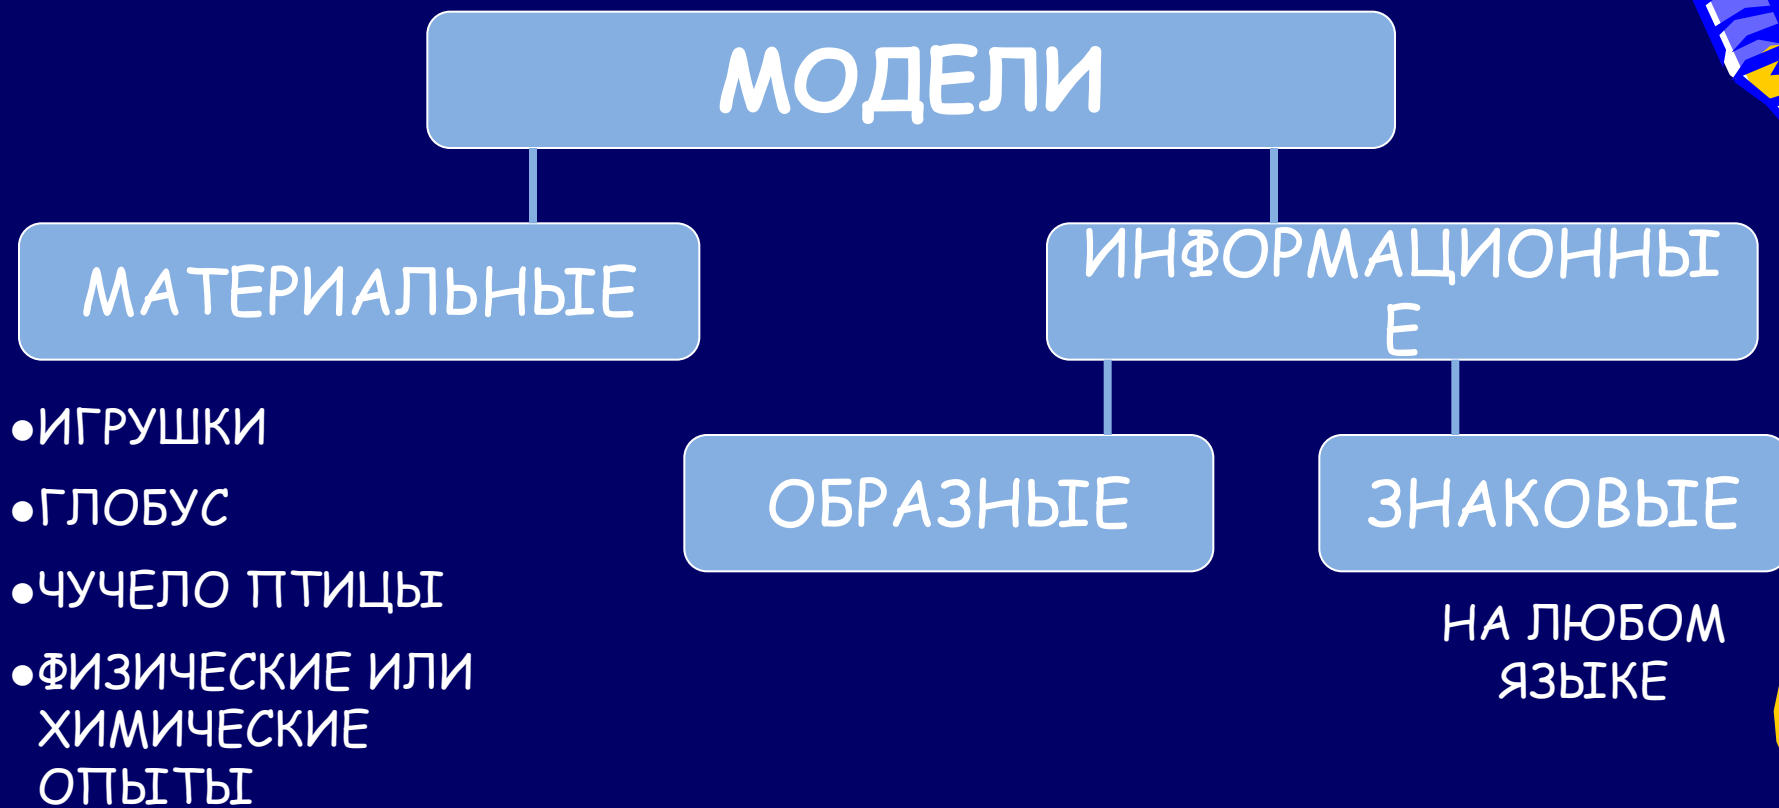 МОДЕЛИ
МАТЕРИАЛЬНЫЕ
ИНФОРМАЦИОННЫ
Е
•ИГРУШКИ
•ГЛОБУС
•ЧУЧЕЛО ПТИЦЫ
•ФИЗИЧЕСКИЕ ИЛИ
ХИМИЧЕСКИЕ
ОПЫТЫ
ОБРАЗНЫЕ
ЗНАКОВЫЕ
НА ЛЮБОМ
ЯЗЫКЕ